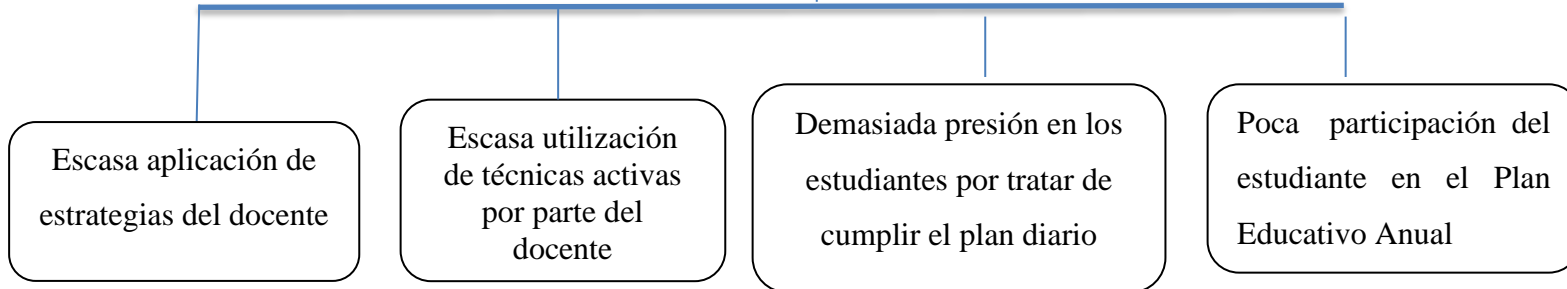 Escasa aplicación de
estrategias del docente
Escasa utilización
de técnicas activas
por parte del
docente
Demasiada presión en los
estudiantes por tratar de
cumplir el plan diario
Poca participación del
estudiante en el Plan
Educativo Anual